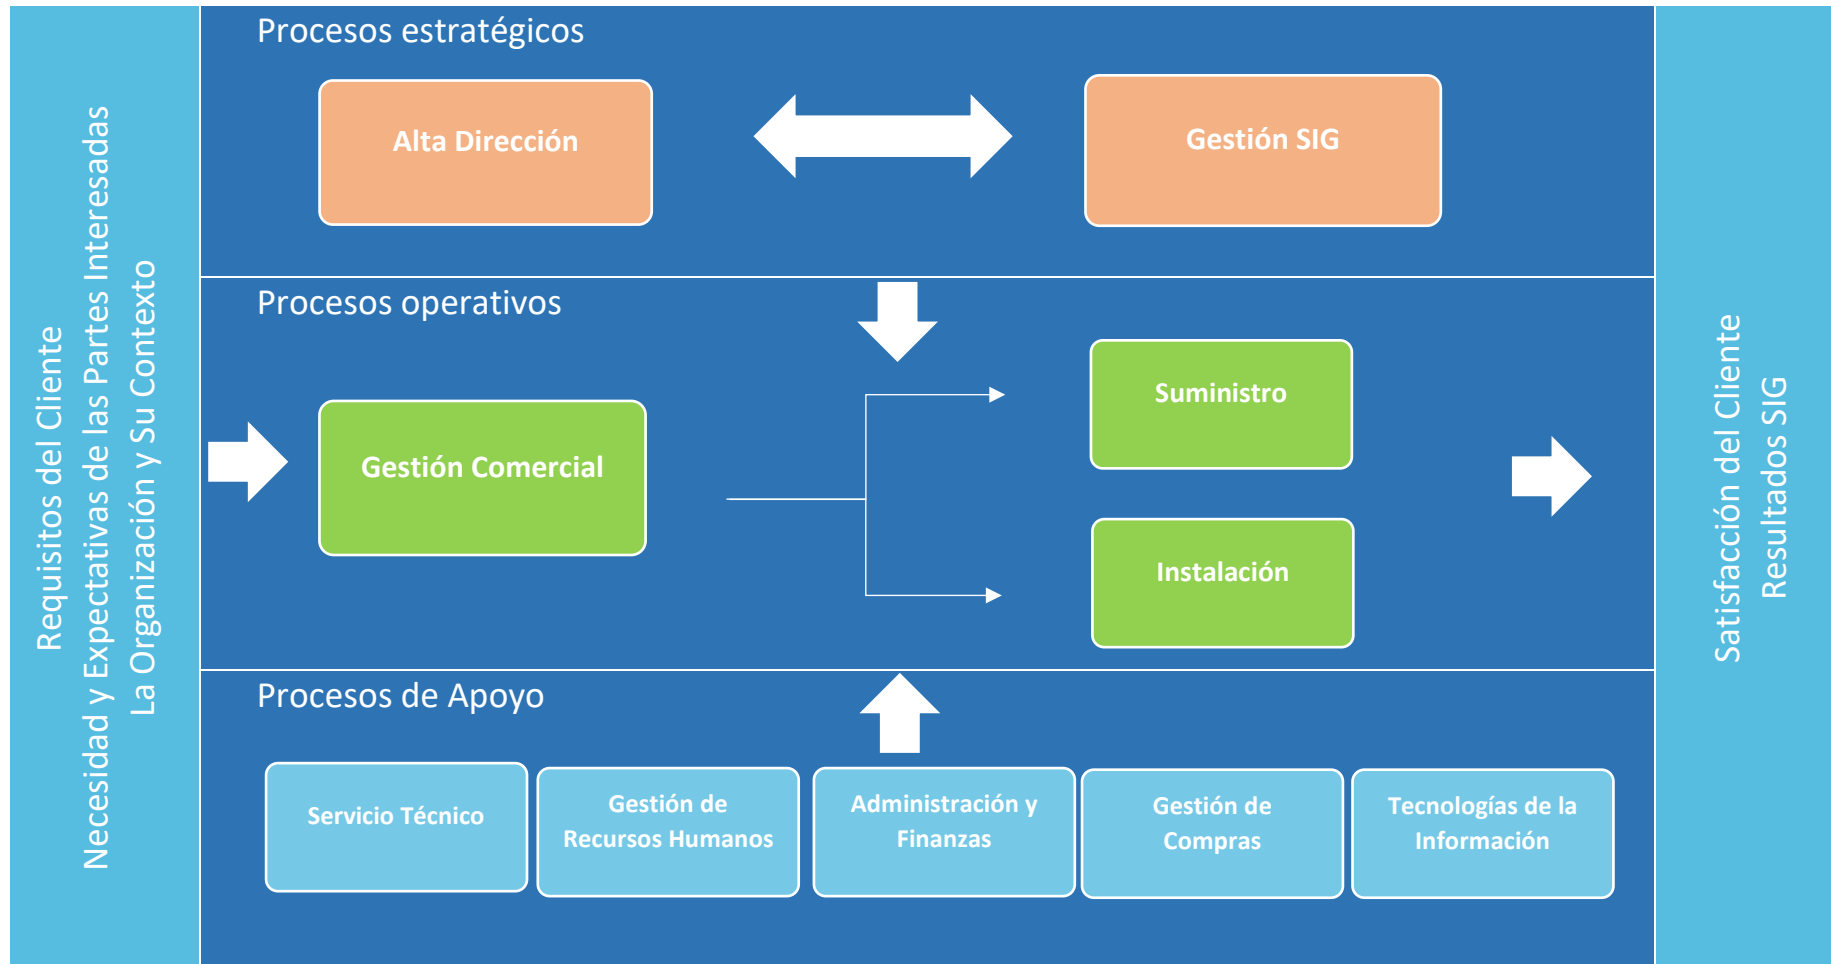 Requisitos del Cliente
Necesidad y Expectativas de las Partes Interesadas
La Organización y Su Contexto
Procesos estratégicos
Alta Dirección
Gestión SIG
Procesos operativos
Gestión Comercial
Suministro
Instalación
Procesos de Apoyo
Servicio Técnico
Gestión de
Recursos Humanos
Administración y
Finanzas
Gestión de
Compras
Tecnologías de la
Información
Satisfacción del Cliente
Resultados SIG